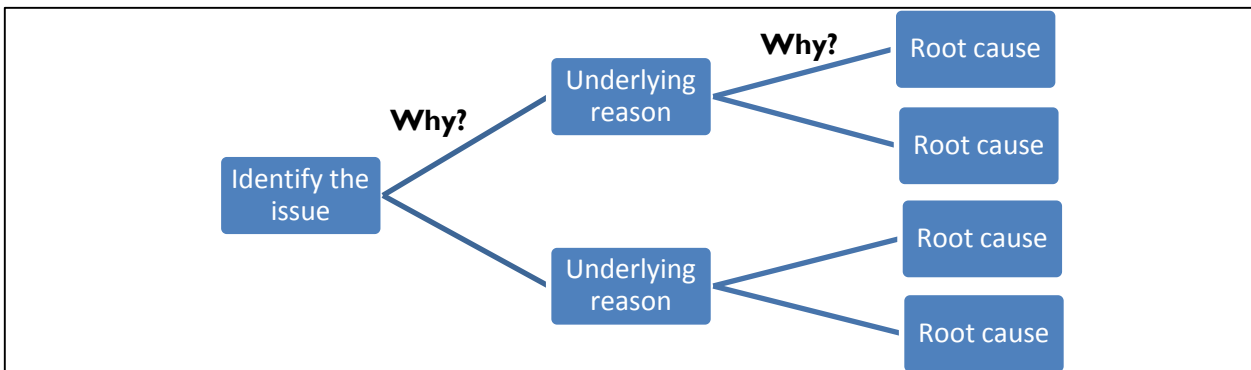 Why?
Root cause
Underlying
reason
Why?
Root cause
Identify the
issue
Root cause
Underlying
reason
Root cause